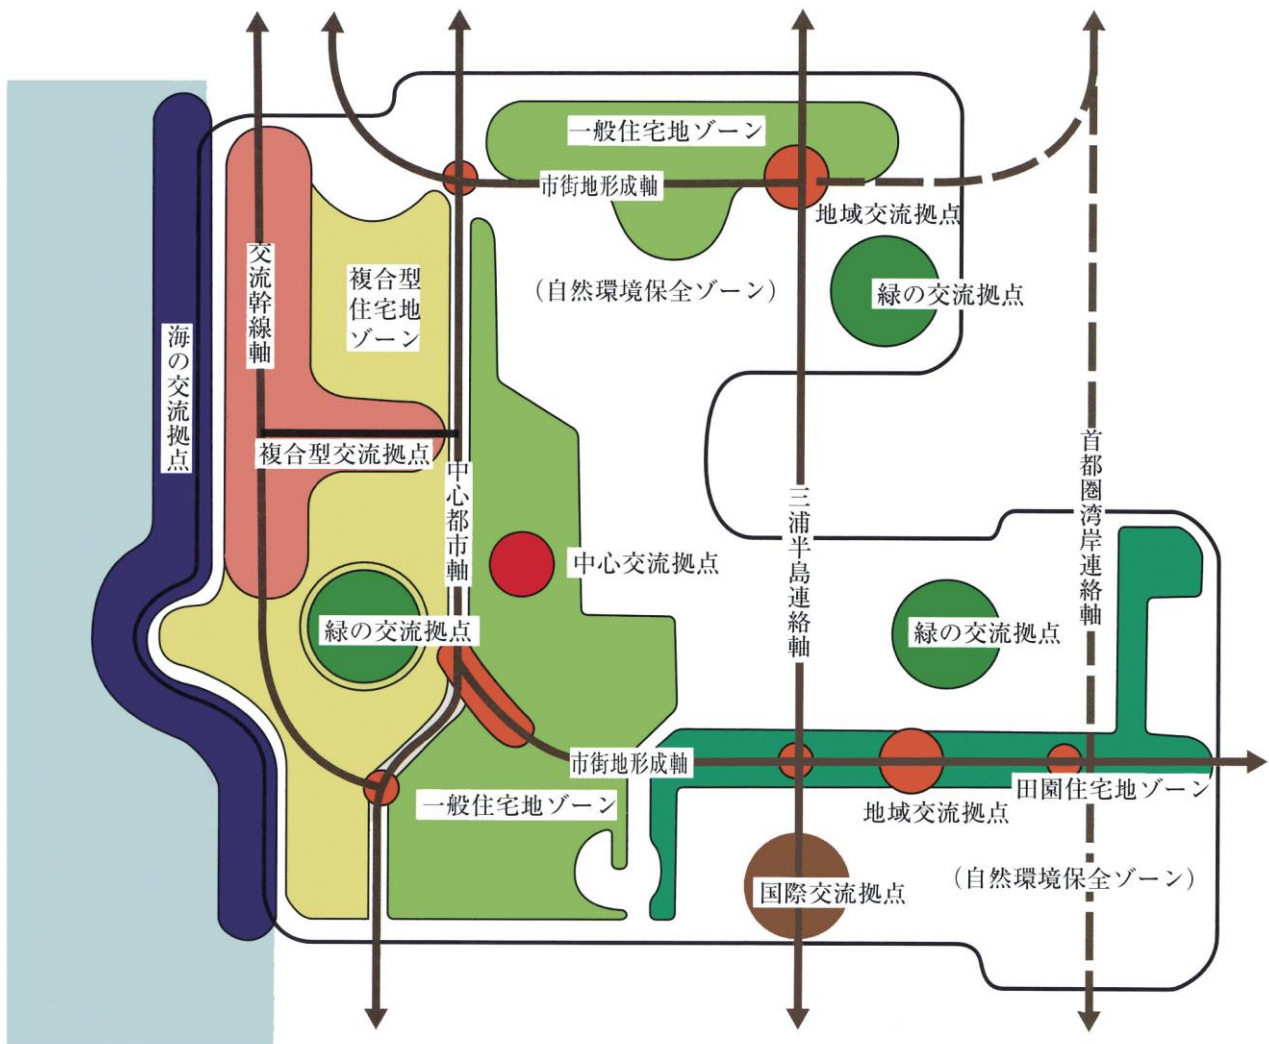 一般住宅地ゾーン
市街地形成軸
地域交流拠点
交流幹線軸
複合型
住宅地
ゾーン
（自然環境保全ゾーン）
緑の交流拠点
海の交流拠点
複合型交流拠点
中心都市軸
中心交流拠点
三浦半島連絡軸
首都圏湾岸連絡軸
緑の交流拠点
緑の交流拠点
市街地形成軸
一般住宅地ゾーン
地域交流拠点
田園住宅地ゾーン
国際交流拠点
（自然環境保全ゾーン）